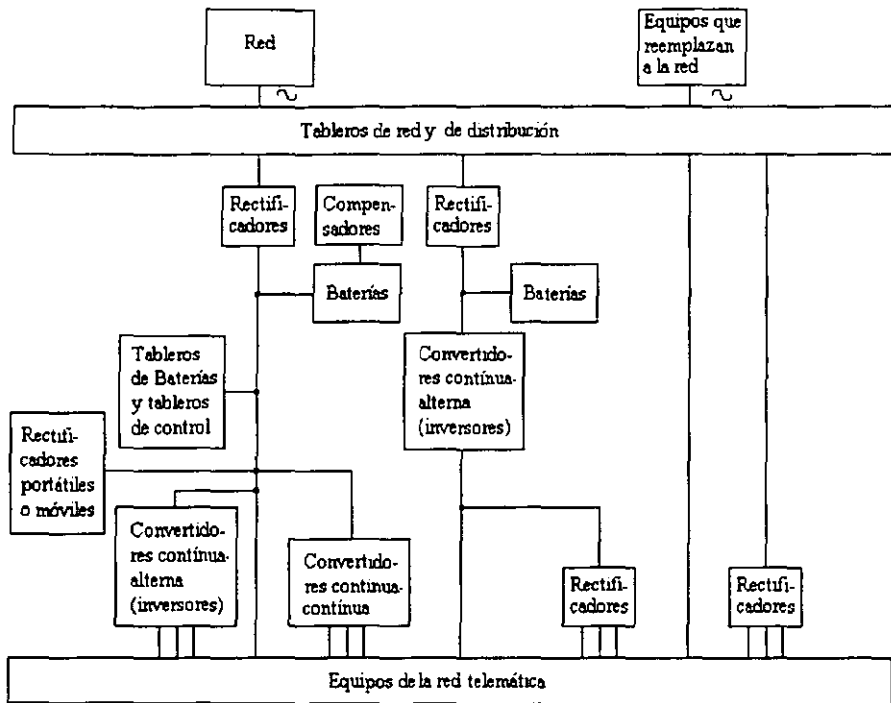 Red
Equipos que
reemplazan
a la red
Tableros de red y de distribución
Rectifi-
cadores
Compen-
sadores
Rectifi-
cadores
Baterías
Baterías
Tableros
de Baterías
y tableros
de control
Convertido-
res contínua-
alterna
(inversores)
Rectifi-
cadores
portátiles
o móviles
Convertido-
res contínua-
alterna
(inversores)
Convertido-
res continua-
contínua
Rectifi-
cadores
Rectifi-
cadores
Equipos de la red telemática